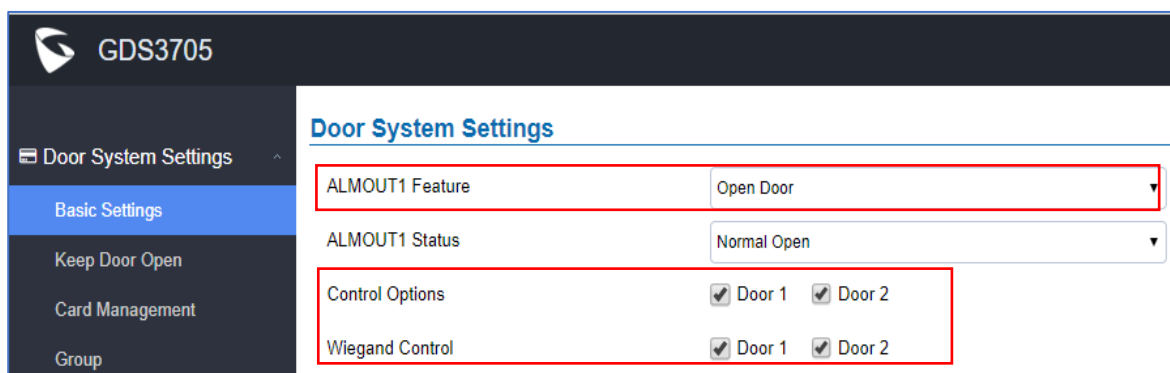 GDS3705
Door System Settings
Basic Settings
Keep Door Open
Card Management
Group
Door System Settings
ALMOUT1 Feature Open Door
ALMOUT1 Status Normal Open
Control Options Door 1 Door 2
Wiegand Control Door 1 Door 2